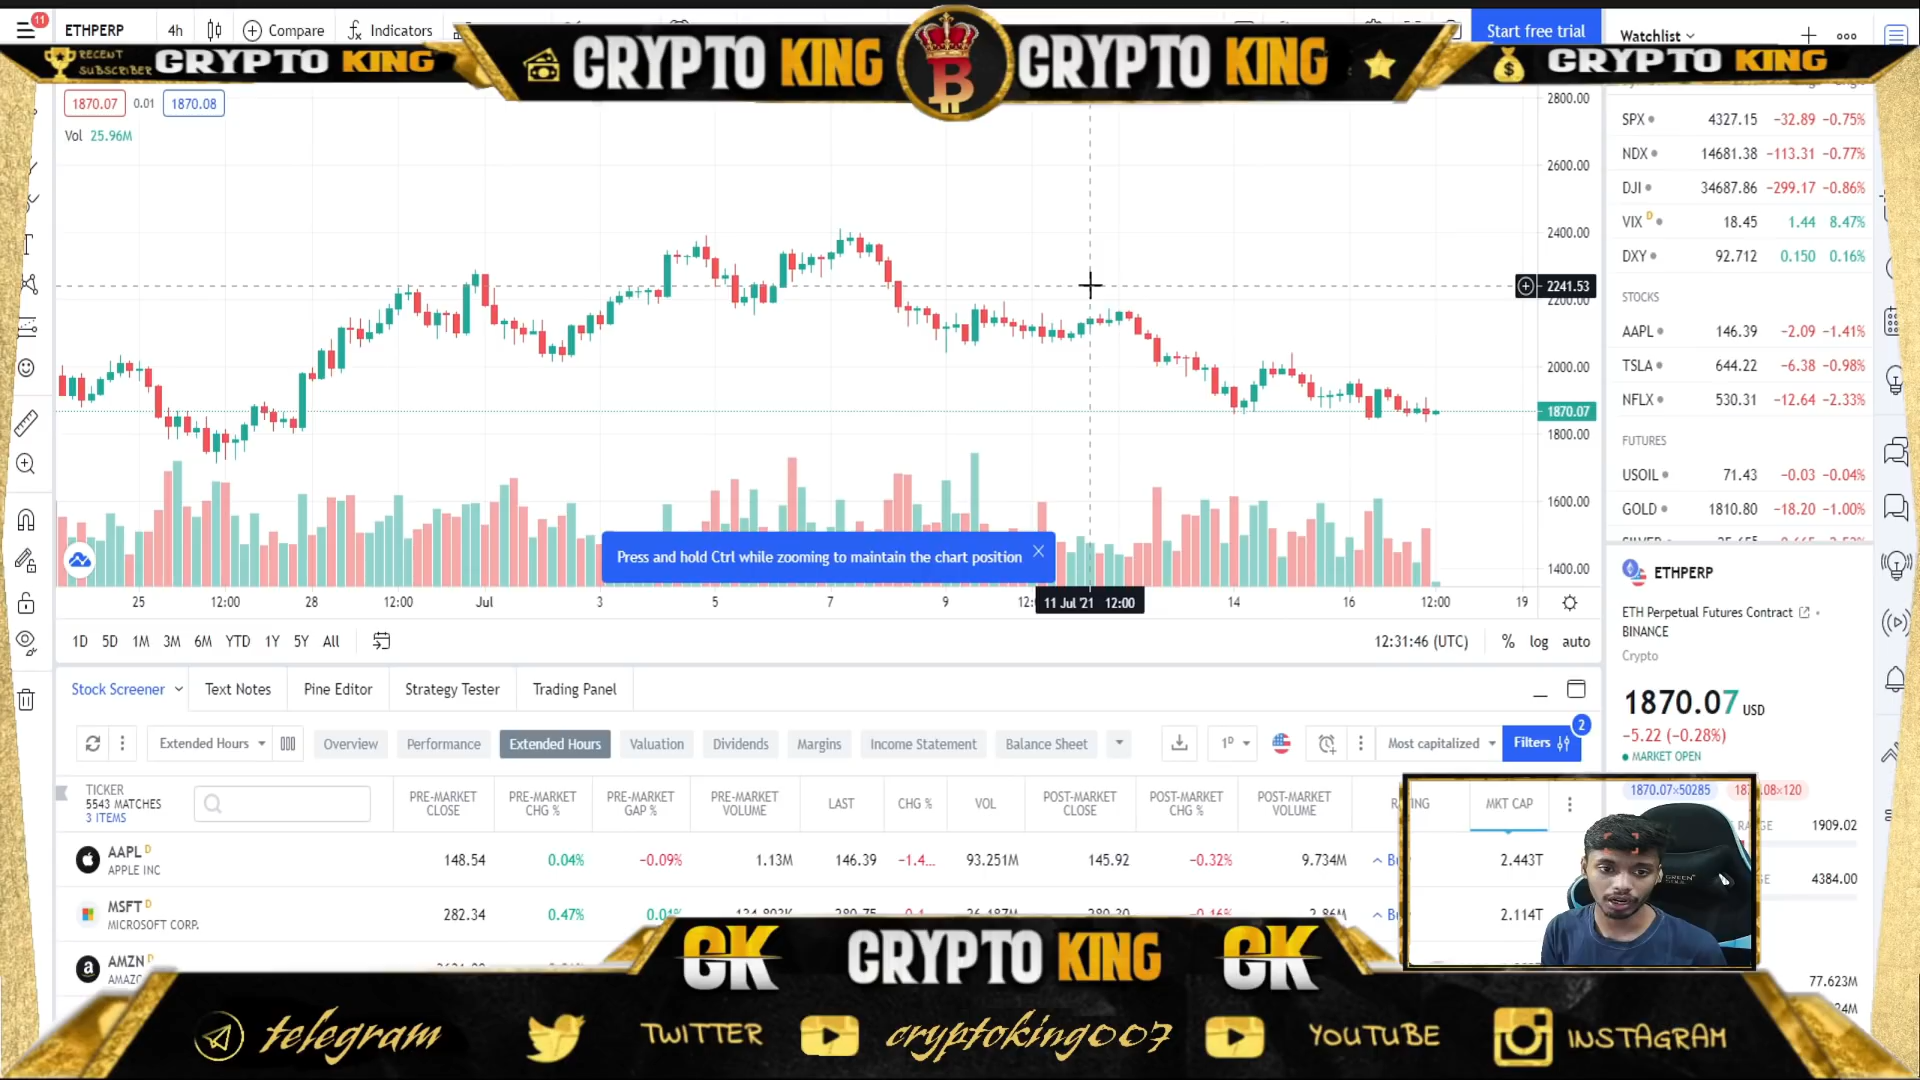 11
ETHPERP
4h
Compare
Indicators
Start free trial
Watchlist
RECENT SUBSCRIBER
CRYPTO KING
CRYPTO KING
B
CRYPTO KING
CRYPTO KING
1870.07 0.01 1870.08
Vol 25.96M
2800.00
2600.00
2400.00
2241.53
2200.00
2000.00
1870.07
1800.00
1600.00
1400.00
Press and hold Ctrl while zooming to maintain the chart position
25 12:00 28 12:00 Jul 3 5 7 9 11 Jul '21 12:00 14 16 12:00 19
1D 5D 1M 3M 6M YTD 1Y 5Y All
12:31:46 (UTC) % log auto
SPX 4327.15 −32.89 −0.75%
NDX 14681.38 −113.31 −0.77%
DJI 34687.86 −299.17 −0.86%
VIX D 18.45 1.44 8.47%
DXY 92.712 0.150 0.16%
STOCKS
AAPL 146.39 −2.09 −1.41%
TSLA 644.22 −6.38 −0.98%
NFLX 530.31 −12.64 −2.33%
FUTURES
USOIL 71.43 −0.03 −0.04%
GOLD 1810.80 −18.20 −1.00%
ETHPERP
ETH Perpetual Futures Contract
BINANCE
Crypto
1870.07 USD
−5.22 (−0.28%)
MARKET OPEN
1870.07×50285
1909.02
4384.00
77.623M
Stock Screener Text Notes Pine Editor Strategy Tester Trading Panel
Extended Hours Overview Performance Extended Hours Valuation Dividends Margins Income Statement Balance Sheet 1D Most capitalized Filters 2
TICKER
5543 MATCHES
3 ITEMS
PRE-MARKET CLOSE
PRE-MARKET CHG %
PRE-MARKET GAP %
PRE-MARKET VOLUME
LAST
CHG %
VOL
POST-MARKET CLOSE
POST-MARKET CHG %
POST-MARKET VOLUME
MKT CAP
AAPL D
APPLE INC
148.54 0.04% −0.09% 1.13M 146.39 −1.4... 93.251M 145.92 −0.32% 9.734M 2.443T
MSFT D
MICROSOFT CORP.
282.34 0.47% 0.01% 2.114T
AMZN D
GREEN SOUL
GK
CRYPTO KING
GK
telegram
TWITTER
cryptoking007
YOUTUBE
INSTAGRAM